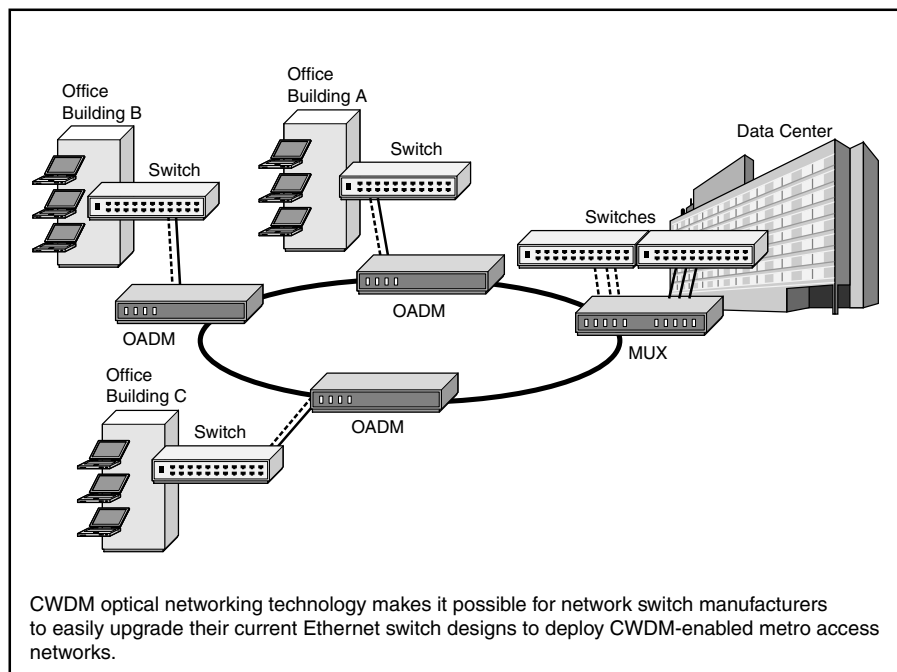 Office
Building A
Office
Building B
Data Center
Switch
Switch
Switches
OADM
OADM
MUX
Office
Building C
OADM
Switch
CWDM optical networking technology makes it possible for network switch manufacturers
to easily upgrade their current Ethernet switch designs to deploy CWDM-enabled metro access
networks.